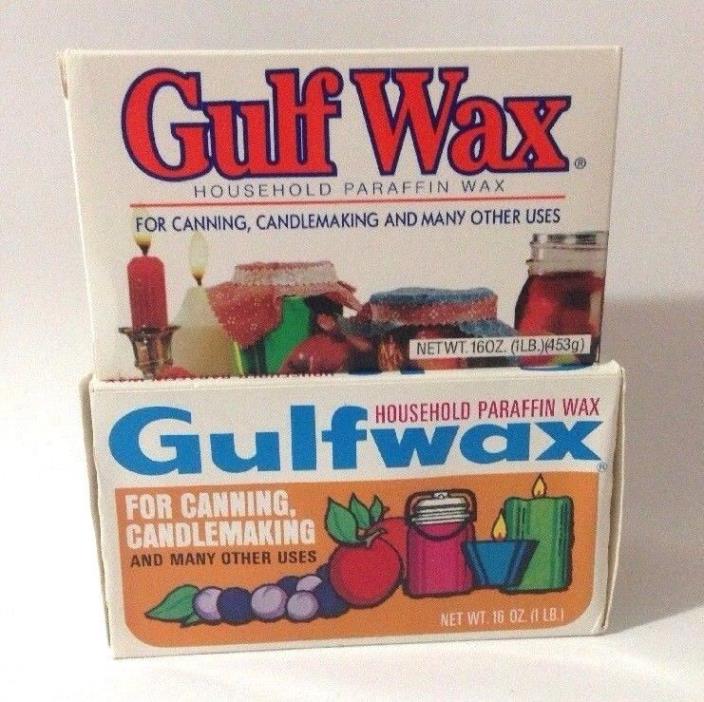 Gulf Wax®
HOUSEHOLD PARAFFIN WAX
FOR CANNING, CANDLEMAKING AND MANY OTHER USES
NET WT. 16OZ. (1LB.)(453g)
HOUSEHOLD PARAFFIN WAX
Gulfwax®
FOR CANNING,
CANDLEMAKING
AND MANY OTHER USES
NET WT. 16 OZ. (1 LB.)